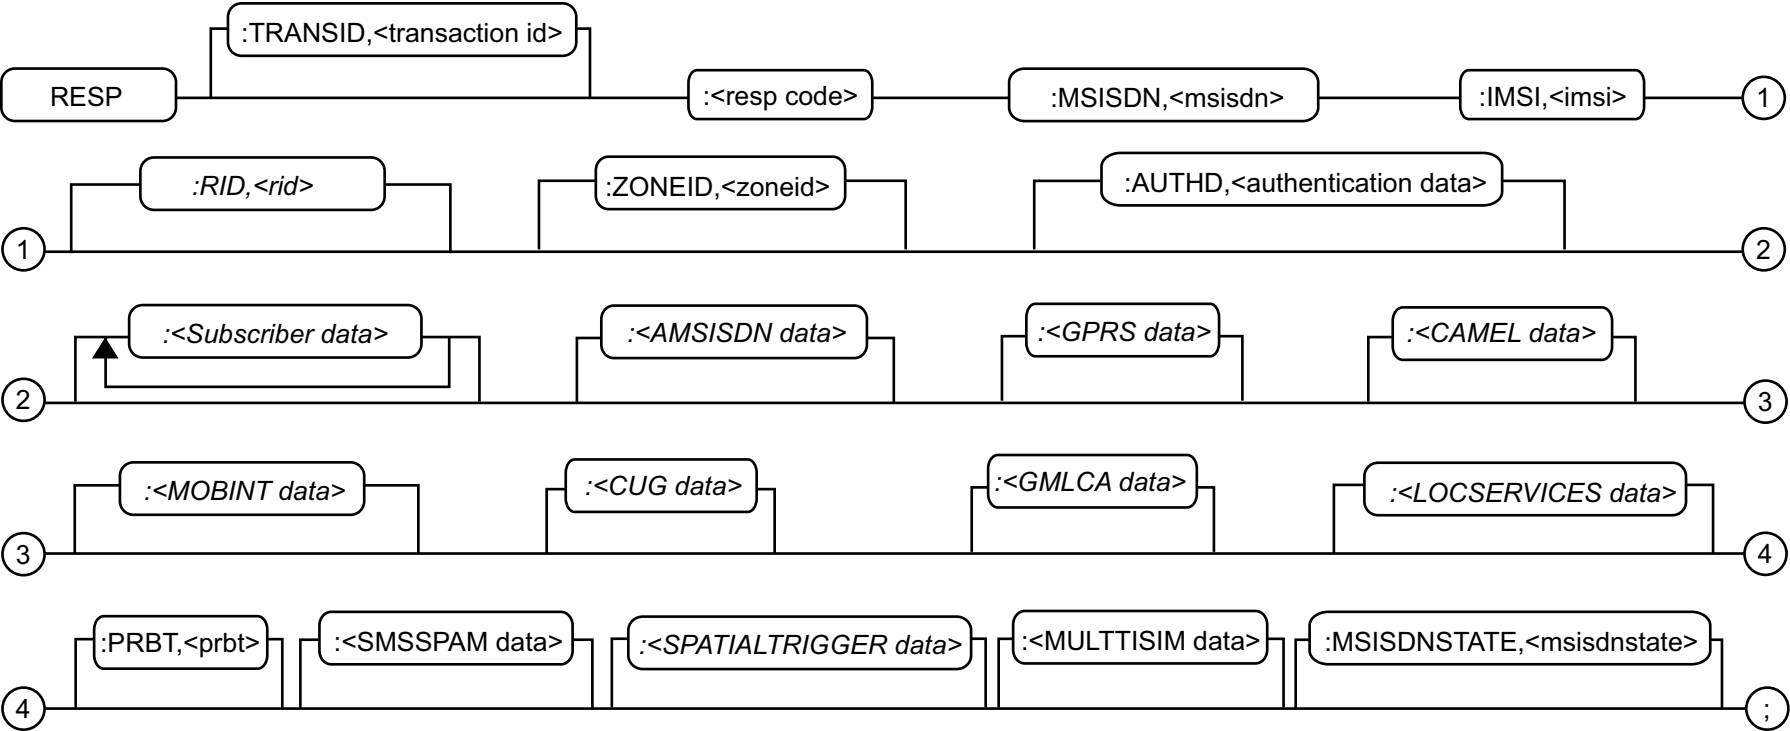 :TRANSID,<transaction id>
RESP
:<resp code>
:MSISDN,<msisdn>
:IMSI,<imsi>
1
:RID,<rid>
:ZONEID,<zoneid>
:AUTHD,<authentication data>
1
2
:<Subscriber data>
:<AMSISDN data>
:<GPRS data>
:<CAMEL data>
2
3
:<MOBINT data>
:<CUG data>
:<GMLCA data>
:<LOCSERVICES data>
3
4
:PRBT,<prbt>
:<SMSSPAM data>
:<SPATIALTRIGGER data>
:<MULTTISIM data>
:MSISDNSTATE,<msisdnstate>
4
;